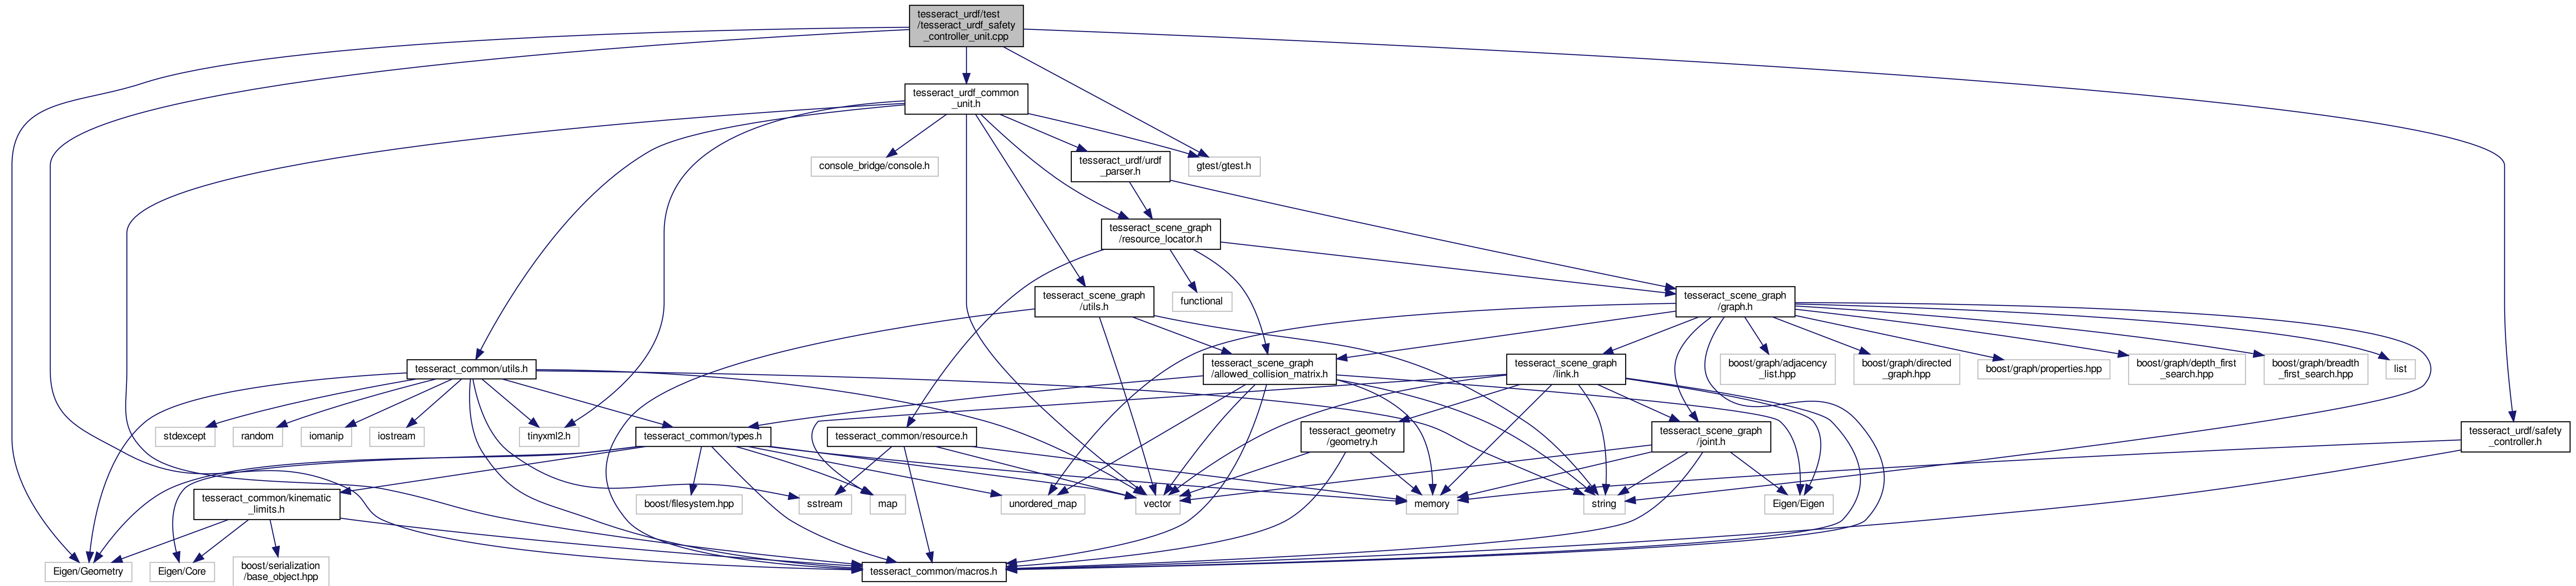 tesseract_urdf/test
/tesseract_urdf_safety
_controller_unit.cpp
tesseract_urdf_common
_unit.h
console_bridge/console.h
tesseract_urdf/urdf
_parser.h
gtest/gtest.h
tesseract_scene_graph
/resource_locator.h
tesseract_scene_graph
/utils.h
functional
tesseract_scene_graph
/graph.h
tesseract_common/utils.h
tesseract_scene_graph
/allowed_collision_matrix.h
tesseract_scene_graph
/link.h
boost/graph/adjacency
_list.hpp
boost/graph/directed
_graph.hpp
boost/graph/properties.hpp
boost/graph/depth_first
_search.hpp
boost/graph/breadth
_first_search.hpp
list
stdexcept
random
iomanip
iostream
tinyxml2.h
tesseract_common/types.h
tesseract_common/resource.h
tesseract_geometry
/geometry.h
tesseract_scene_graph
/joint.h
tesseract_urdf/safety
_controller.h
tesseract_common/kinematic
_limits.h
boost/filesystem.hpp
sstream
map
unordered_map
vector
memory
string
Eigen/Eigen
Eigen/Geometry
Eigen/Core
boost/serialization
/base_object.hpp
tesseract_common/macros.h